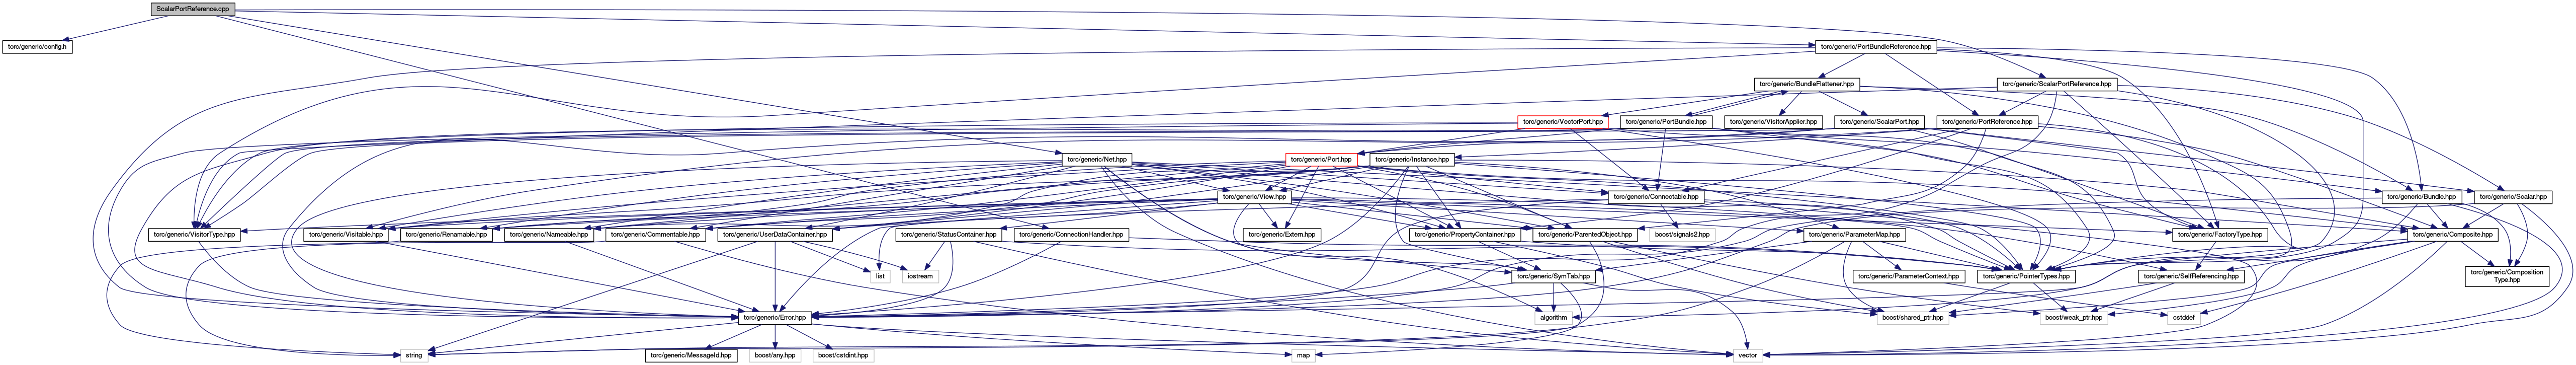 ScalarPortReference.cpp
torc/generic/config.h
torc/generic/PortBundleReference.hpp
torc/generic/BundleFlattener.hpp
torc/generic/ScalarPortReference.hpp
torc/generic/VectorPort.hpp
torc/generic/PortBundle.hpp
torc/generic/VisitorApplier.hpp
torc/generic/ScalarPort.hpp
torc/generic/PortReference.hpp
torc/generic/Net.hpp
torc/generic/Port.hpp
torc/generic/Instance.hpp
torc/generic/View.hpp
torc/generic/Connectable.hpp
torc/generic/Bundle.hpp
torc/generic/Scalar.hpp
torc/generic/VisitorType.hpp
torc/generic/Visitable.hpp
torc/generic/Renamable.hpp
torc/generic/Nameable.hpp
torc/generic/Commentable.hpp
torc/generic/UserDataContainer.hpp
torc/generic/StatusContainer.hpp
torc/generic/ConnectionHandler.hpp
torc/generic/Extern.hpp
torc/generic/PropertyContainer.hpp
torc/generic/ParentedObject.hpp
boost/signals2.hpp
torc/generic/ParameterMap.hpp
torc/generic/FactoryType.hpp
torc/generic/Composite.hpp
list
iostream
torc/generic/SymTab.hpp
torc/generic/PointerTypes.hpp
torc/generic/ParameterContext.hpp
torc/generic/SelfReferencing.hpp
torc/generic/Composition
Type.hpp
torc/generic/Error.hpp
algorithm
boost/shared_ptr.hpp
boost/weak_ptr.hpp
cstddef
string
torc/generic/MessageId.hpp
boost/any.hpp
boost/cstdint.hpp
map
vector